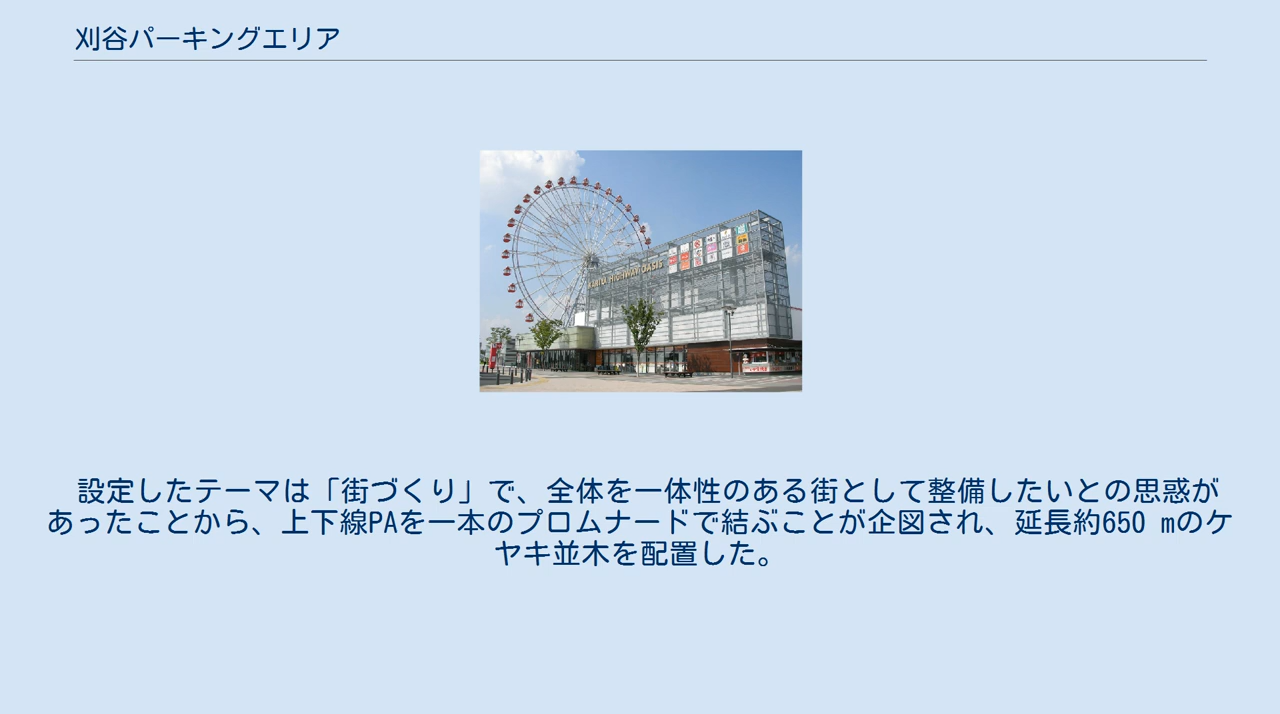 刈谷パーキングエリア
KARIYA HIGHWAY OASIS
設定したテーマは「街づくり」で、全体を一体性のある街として整備したいとの思惑が
あったことから、上下線PAを一本のプロムナードで結ぶことが企図され、延長約650 mのケ
ヤキ並木を配置した。